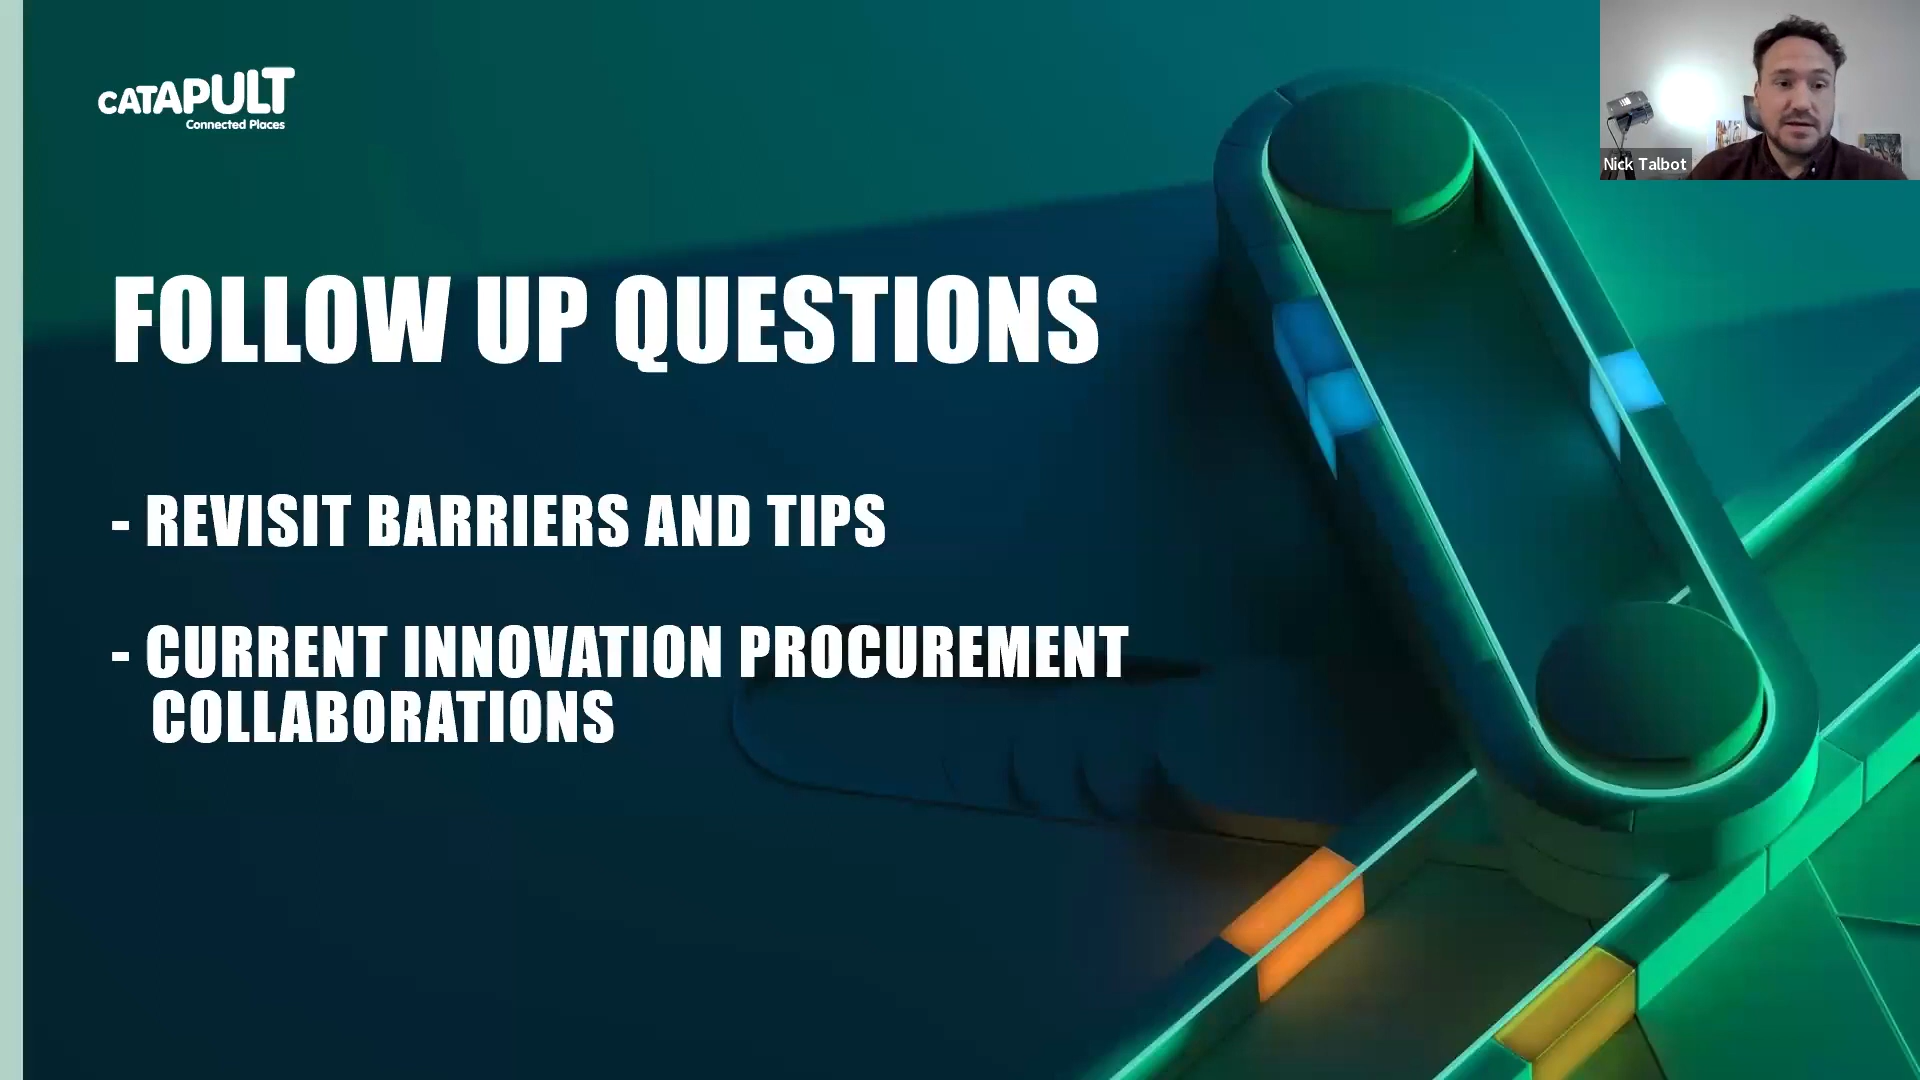 CATAPULT
Connected Places
Nick Talbot
FOLLOW UP QUESTIONS
- REVISIT BARRIERS AND TIPS
- CURRENT INNOVATION PROCUREMENT
COLLABORATIONS